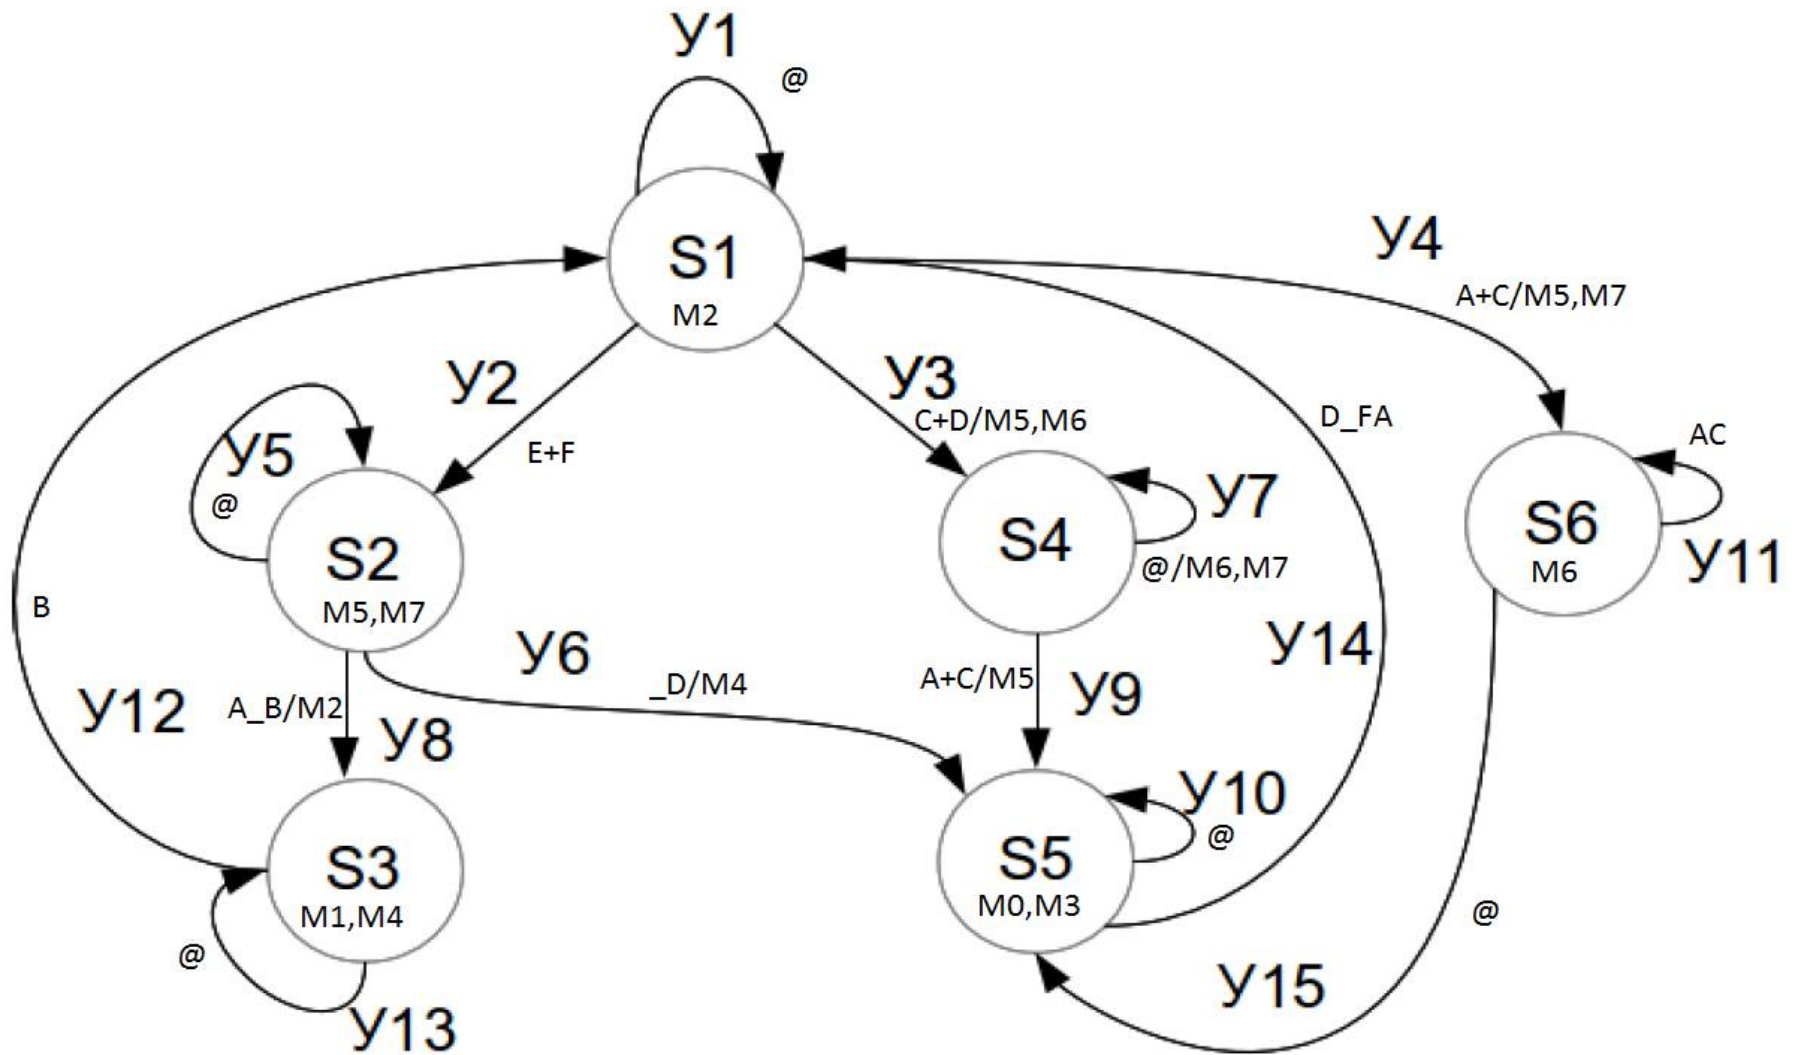 У1
@
S1
M2
У4
A+C/M5,M7
У2
E+F
У3
C+D/M5,M6
D_FA
AC
У5
@
S2
M5,M7
S4
У7
@/M6,M7
S6
M6
У11
B
У12
A_B/M2
У8
У6
_D/M4
A+C/M5
У9
У14
S3
M1,M4
@
У13
S5
M0,M3
У10
@
@
У15